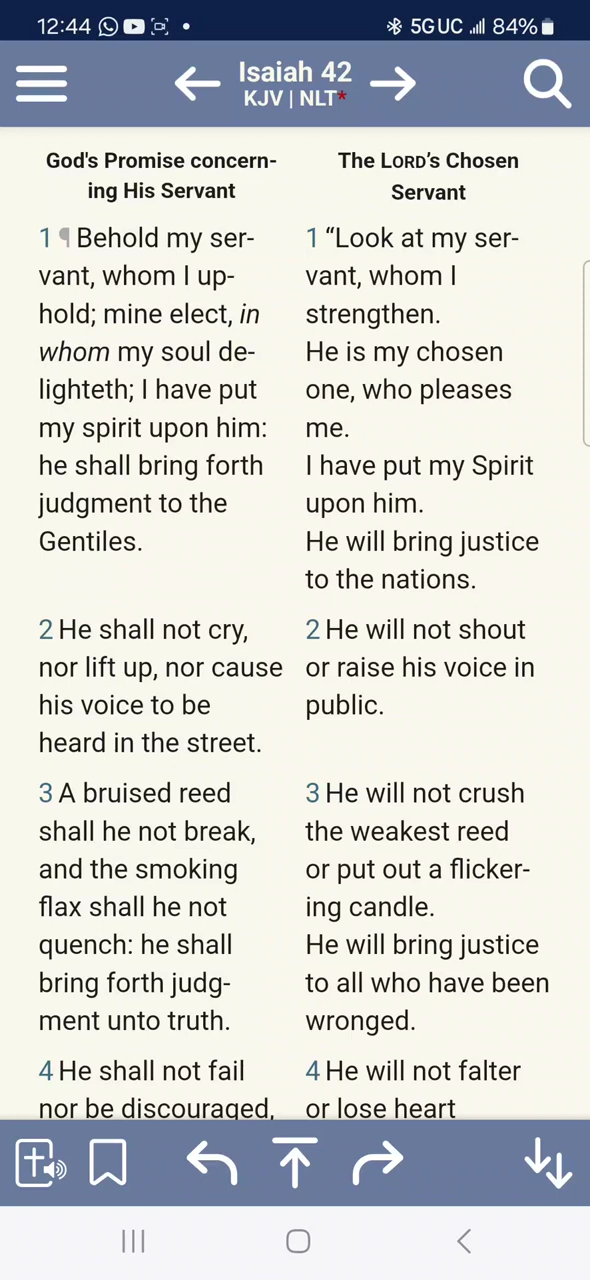 12:44 5GUC 84%
Isaiah 42
KJV | NLT*
God's Promise concern-
ing His Servant
1 ¶ Behold my ser-
vant, whom I up-
hold; mine elect, in
whom my soul de-
lighteth; I have put
my spirit upon him:
he shall bring forth
judgment to the
Gentiles.
2 He shall not cry,
nor lift up, nor cause
his voice to be
heard in the street.
3 A bruised reed
shall he not break,
and the smoking
flax shall he not
quench: he shall
bring forth judg-
ment unto truth.
4 He shall not fail
nor be discouraged,
The LORD's Chosen
Servant
1 “Look at my ser-
vant, whom I
strengthen.
He is my chosen
one, who pleases
me.
I have put my Spirit
upon him.
He will bring justice
to the nations.
2 He will not shout
or raise his voice in
public.
3 He will not crush
the weakest reed
or put out a flicker-
ing candle.
He will bring justice
to all who have been
wronged.
4 He will not falter
or lose heart